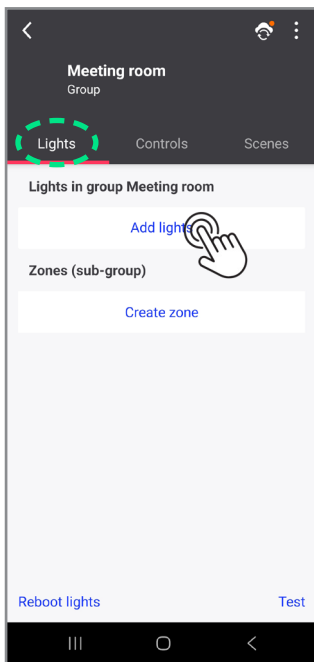 Meeting room
Group
Lights
Controls
Scenes
Lights in group Meeting room
Add lights
Zones (sub-group)
Create zone
Reboot lights
Test